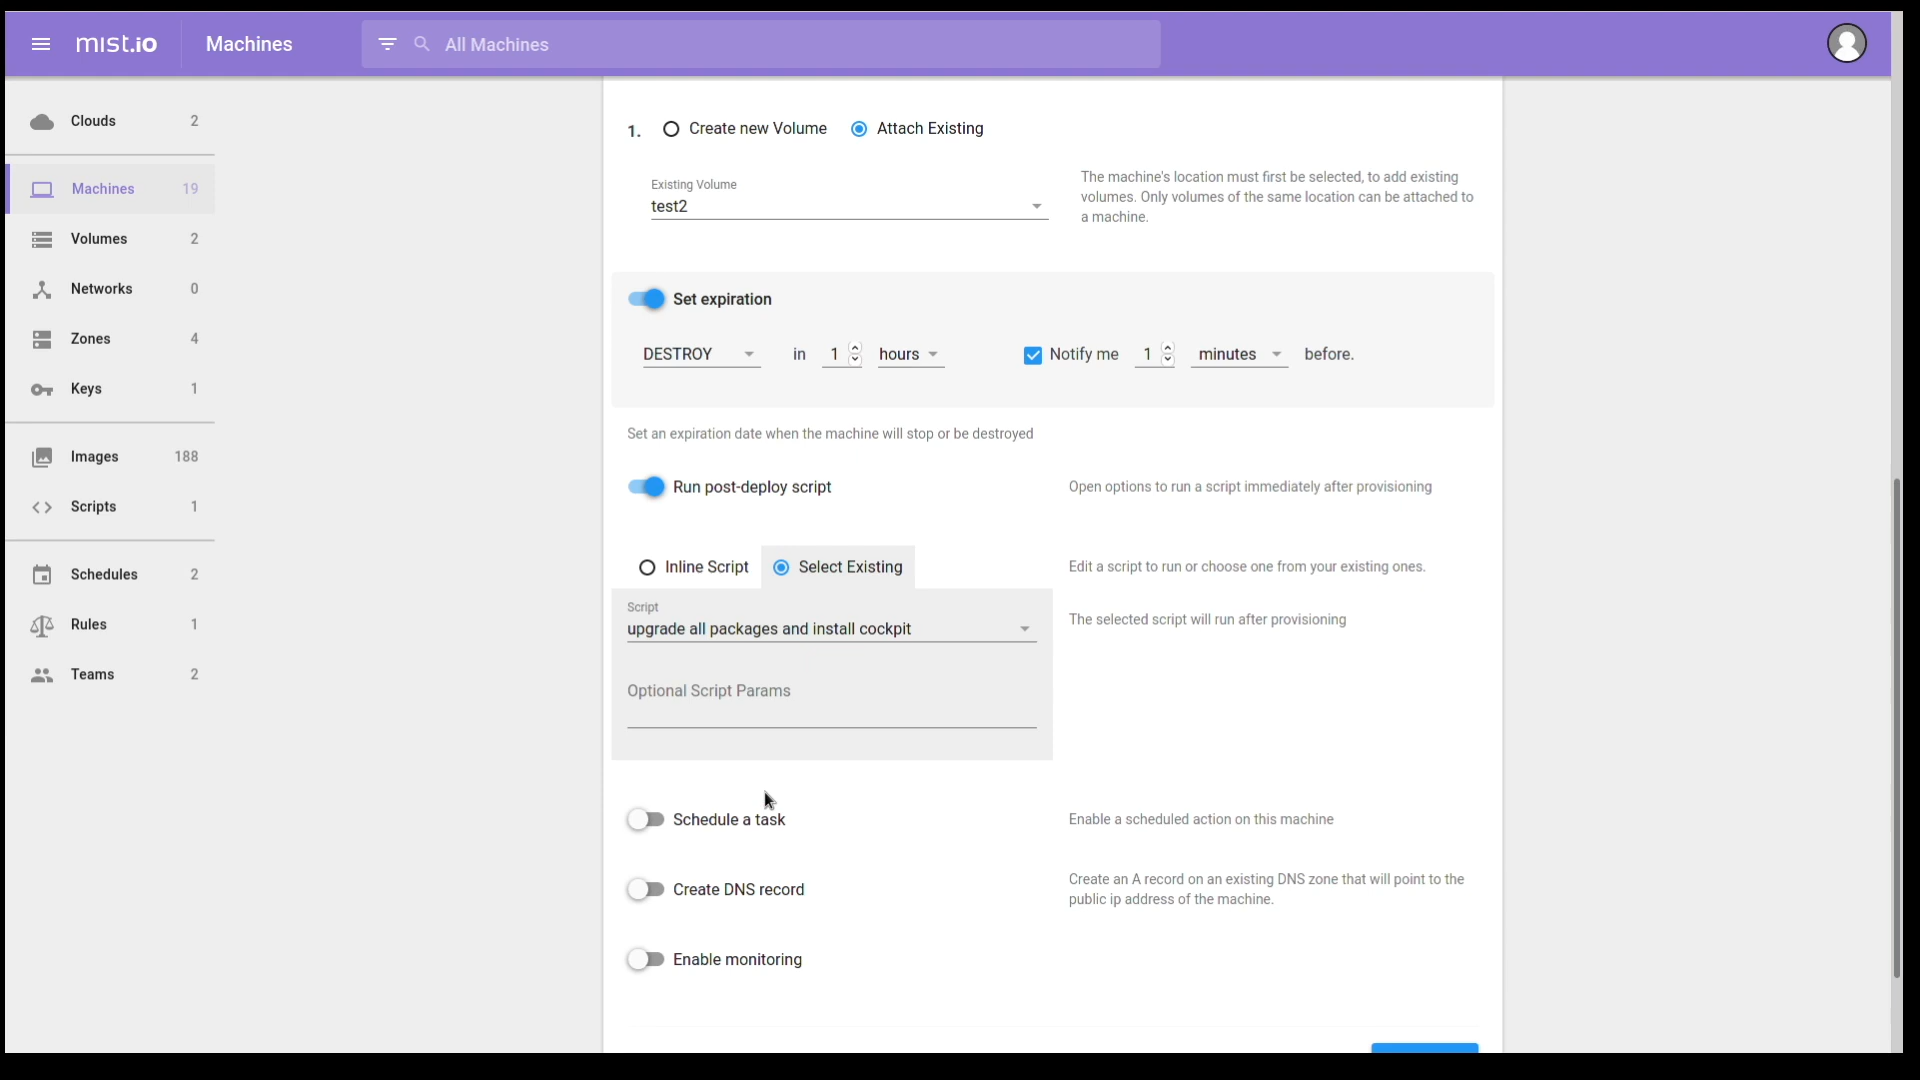 mist.io
Machines
All Machines
Clouds 2
Machines 19
Volumes 2
Networks 0
Zones 4
Keys 1
Images 188
Scripts 1
Schedules 2
Rules 1
Teams 2
1. Create new Volume Attach Existing
Existing Volume
test2
The machine's location must first be selected, to add existing
volumes. Only volumes of the same location can be attached to
a machine.
Set expiration
DESTROY in 1 hours Notify me 1 minutes before.
Set an expiration date when the machine will stop or be destroyed
Run post-deploy script
Open options to run a script immediately after provisioning
Inline Script Select Existing
Edit a script to run or choose one from your existing ones.
Script
upgrade all packages and install cockpit
The selected script will run after provisioning
Optional Script Params
Schedule a task
Enable a scheduled action on this machine
Create DNS record
Create an A record on an existing DNS zone that will point to the
public ip address of the machine.
Enable monitoring